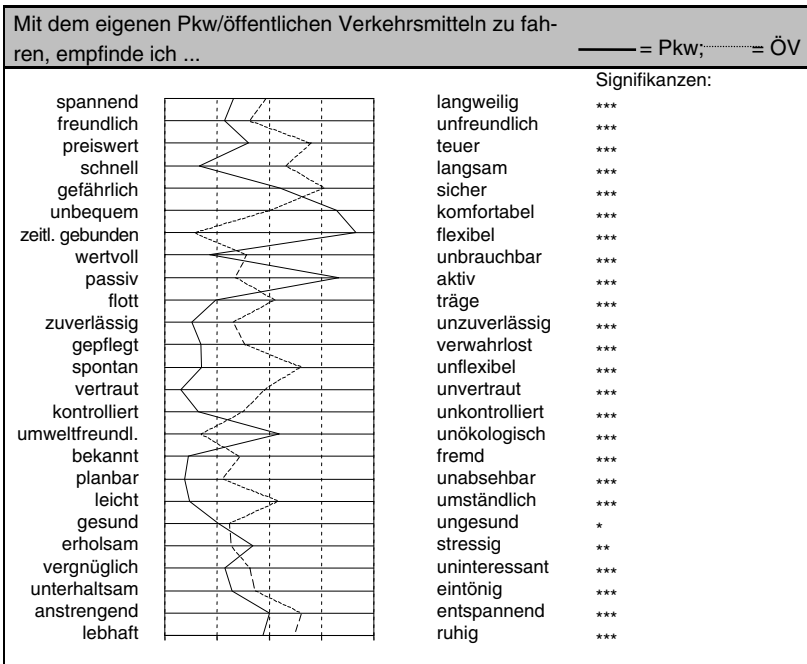 Mit dem eigenen Pkw/öffentlichen Verkehrsmitteln zu fah-
ren, empfinde ich ... = Pkw; = ÖV
Signifikanzen:
spannend langweilig ***
freundlich unfreundlich ***
preiswert teuer ***
schnell langsam ***
gefährlich sicher ***
unbequem komfortabel ***
zeitl. gebunden flexibel ***
wertvoll unbrauchbar ***
passiv aktiv ***
flott träge ***
zuverlässig unzuverlässig ***
gepflegt verwahrlost ***
spontan unflexibel ***
vertraut unvertraut ***
kontrolliert unkontrolliert ***
umweltfreundl. unökologisch ***
bekannt fremd ***
planbar unabsehbar ***
leicht umständlich ***
gesund ungesund *
erholsam stressig **
vergnüglich uninteressant ***
unterhaltsam eintönig ***
anstrengend entspannend ***
lebhaft ruhig ***